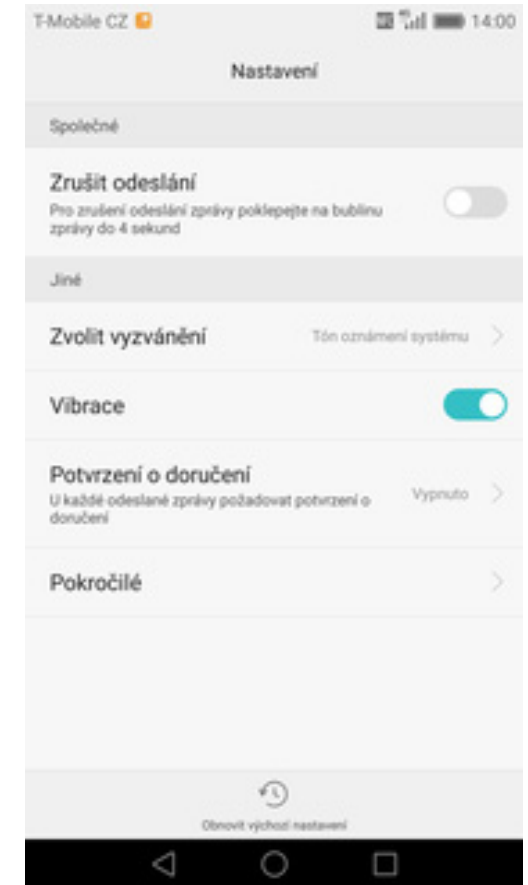 T-Mobile CZ 14:00
Nastavení
Společné
Zrušit odeslání
Pro zrušení odeslání zprávy poklepejte na bublinu
zprávy do 4 sekund
Jiné
Zvolit vyzvánění Tón oznámení systému
Vibrace
Potvrzení o doručení
U každé odeslané zprávy požadovat potvrzení o
doručení
Vypnuto
Pokročilé
Obnovit výchozí nastavení